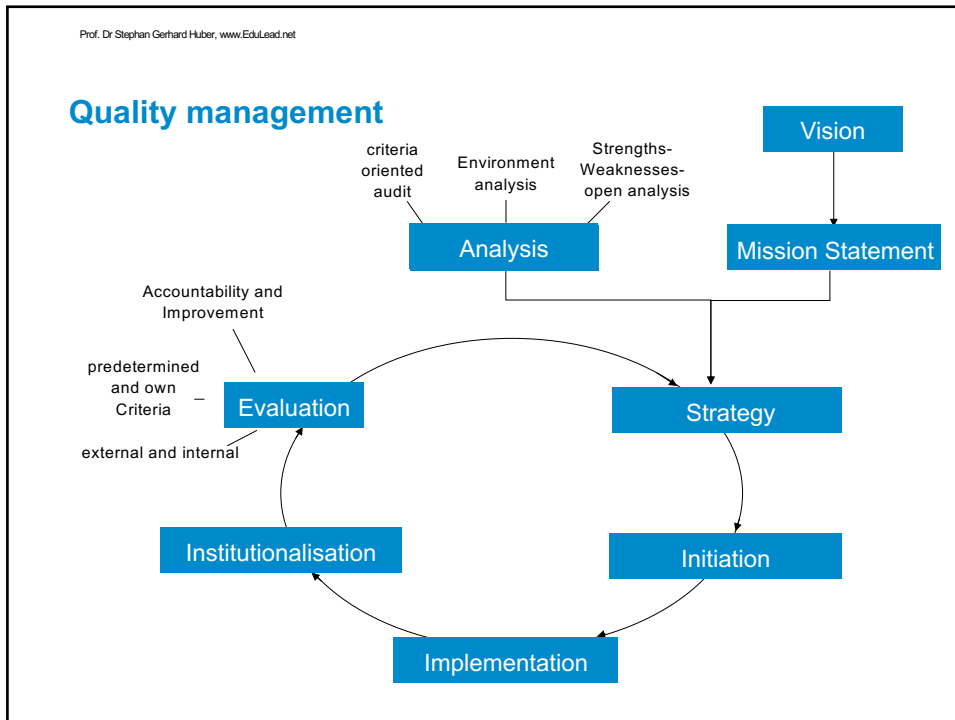 Prof. Dr Stephan Gerhard Huber, www.EduLead.net
Quality management
Vision
criteria
oriented
audit
Environment
analysis
Strengths-
Weaknesses-
open analysis
Analysis
Mission Statement
Accountability and
Improvement
predetermined
and own
Criteria
Evaluation
external and internal
Strategy
Institutionalisation
Initiation
Implementation